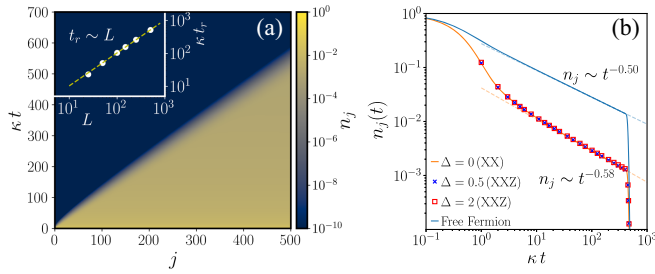 (a)
700
600
500
400
300
200
100
0
κ t
0
100
200
300
400
500
j
t_r ~ L
10^1
10^2
10^3
L
10^3
10^2
10^1
κ t_r
10^0
10^-2
10^-4
10^-6
10^-8
10^-10
n_j
(b)
10^0
10^-1
10^-2
10^-3
n_j(t)
n_j ~ t^-0.50
n_j ~ t^-0.58
Δ = 0 (XX)
Δ = 0.5 (XXZ)
Δ = 2 (XXZ)
Free Fermion
10^-1
10^0
10^1
10^2
10^3
κ t